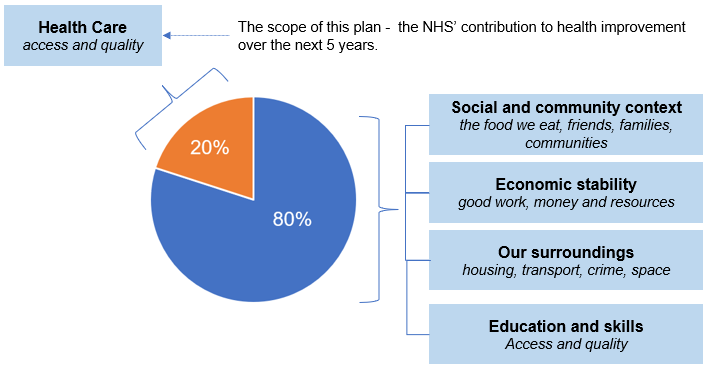 Health Care
access and quality
The scope of this plan -  the NHS’ contribution to health improvement
over the next 5 years.
20%
80%
Social and community context
the food we eat, friends, families,
communities
Economic stability
good work, money and resources
Our surroundings
housing, transport, crime, space
Education and skills
Access and quality